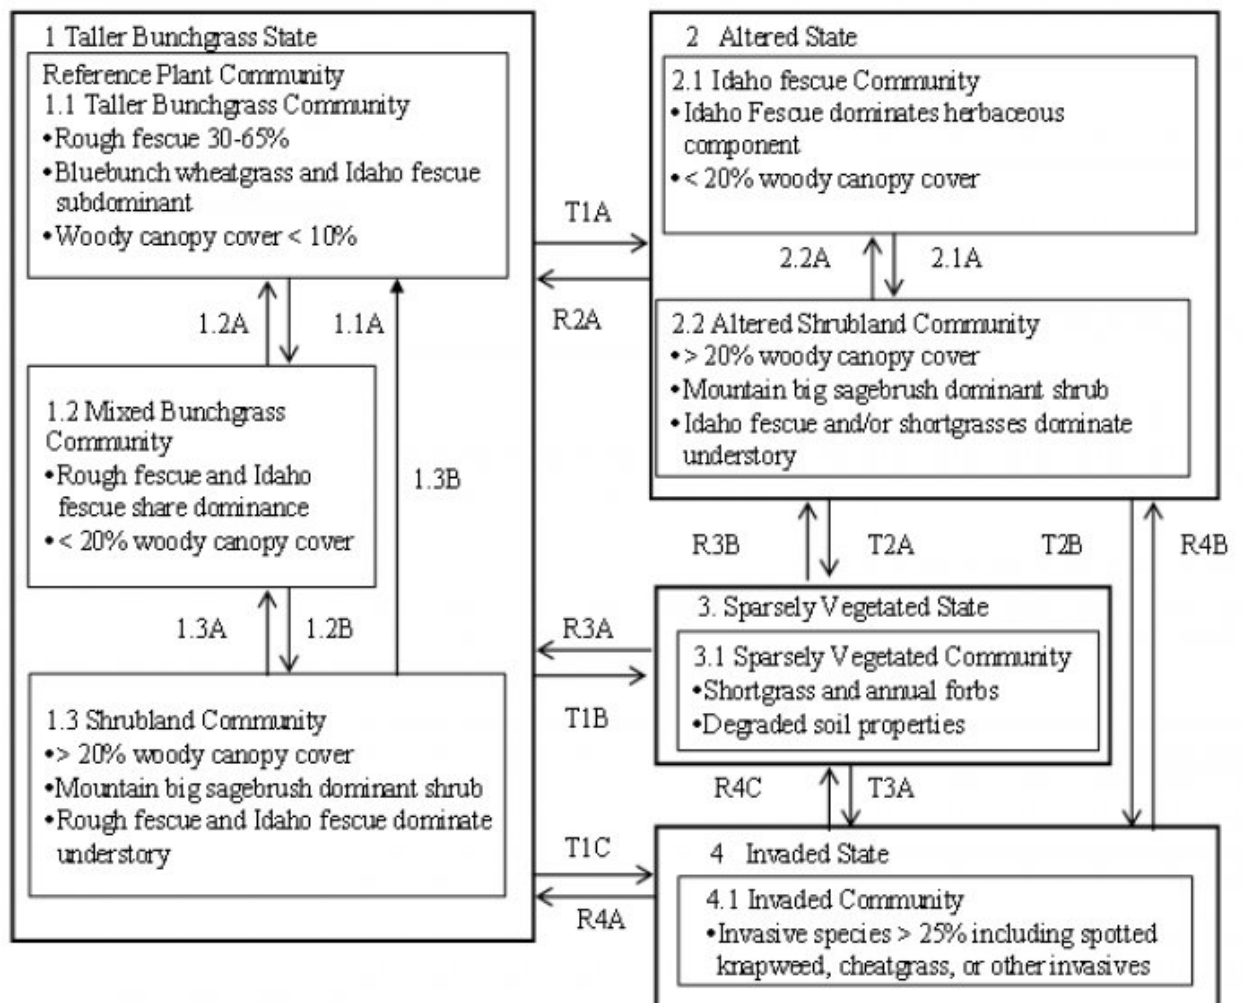 1 Taller Bunchgrass State
Reference Plant Community
1.1 Taller Bunchgrass Community
•Rough fescue 30-65%
•Bluebunch wheatgrass and Idaho fescue
subdominant
•Woody canopy cover < 10%
1.2A
1.1A
1.2 Mixed Bunchgrass
Community
•Rough fescue and Idaho
fescue share dominance
•< 20% woody canopy cover
1.3B
1.3A
1.2B
1.3 Shrubland Community
•> 20% woody canopy cover
•Mountain big sagebrush dominant shrub
•Rough fescue and Idaho fescue dominate
understory
T1A
R2A
R3A
T1B
T1C
R4A
2 Altered State
2.1 Idaho fescue Community
•Idaho Fescue dominates herbaceous
component
•< 20% woody canopy cover
2.2A
2.1A
2.2 Altered Shrubland Community
•> 20% woody canopy cover
•Mountain big sagebrush dominant shrub
•Idaho fescue and/or shortgrasses dominate
understory
R3B
T2A
T2B
R4B
3. Sparsely Vegetated State
3.1 Sparsely Vegetated Community
•Shortgrass and annual forbs
•Degraded soil properties
R4C
T3A
4 Invaded State
4.1 Invaded Community
•Invasive species > 25% including spotted
knapweed, cheatgrass, or other invasives